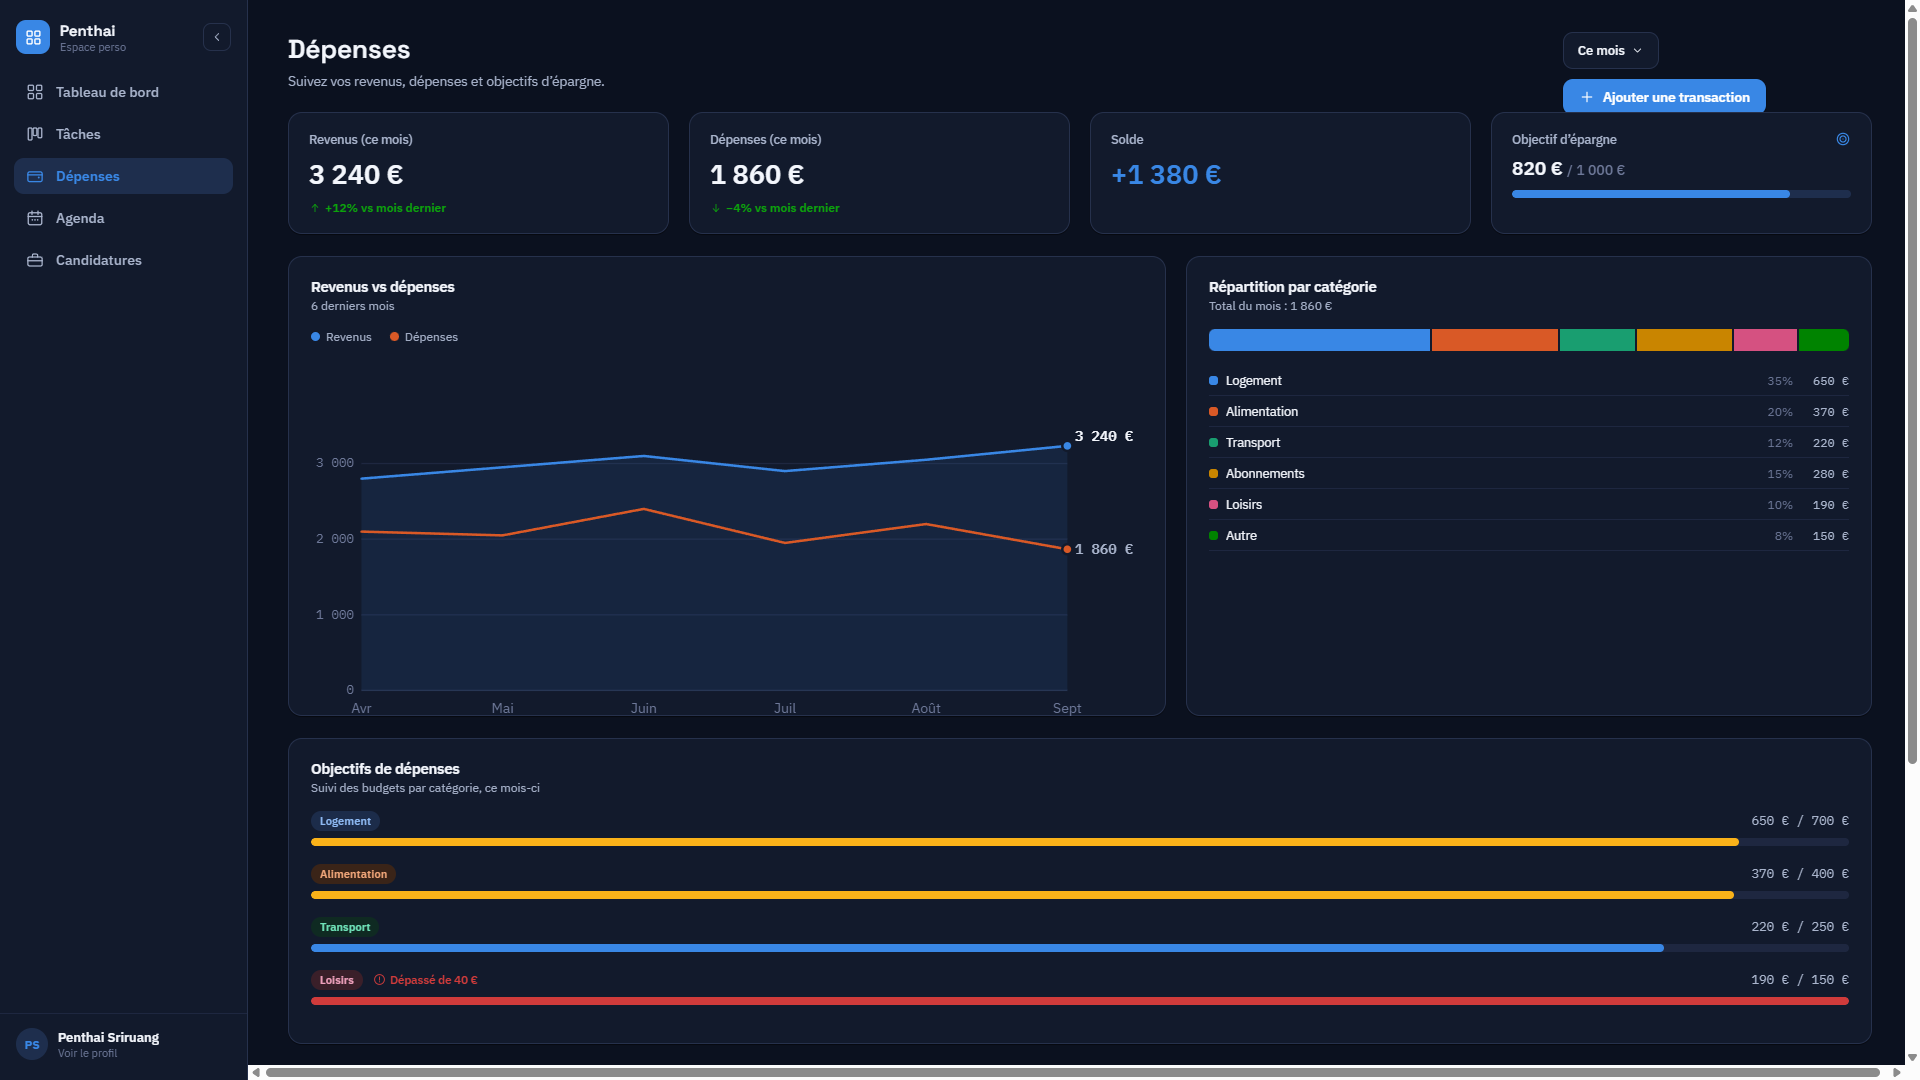 Penthai
Espace perso
Tableau de bord
Tâches
Dépenses
Agenda
Candidatures
PS
Penthai Sriruang
Voir le profil
Dépenses
Suivez vos revenus, dépenses et objectifs d’épargne.
Ce mois
Ajouter une transaction
Revenus (ce mois)
3 240 €
+12% vs mois dernier
Dépenses (ce mois)
1 860 €
−4% vs mois dernier
Solde
+1 380 €
Objectif d’épargne
820 € / 1 000 €
Revenus vs dépenses
6 derniers mois
Revenus
Dépenses
3 240 €
3 000
2 000
1 860 €
1 000
0
Avr Mai Juin Juil Août Sept
Répartition par catégorie
Total du mois : 1 860 €
Logement 35% 650 €
Alimentation 20% 370 €
Transport 12% 220 €
Abonnements 15% 280 €
Loisirs 10% 190 €
Autre 8% 150 €
Objectifs de dépenses
Suivi des budgets par catégorie, ce mois-ci
Logement 650 € / 700 €
Alimentation 370 € / 400 €
Transport 220 € / 250 €
Loisirs Dépassé de 40 € 190 € / 150 €